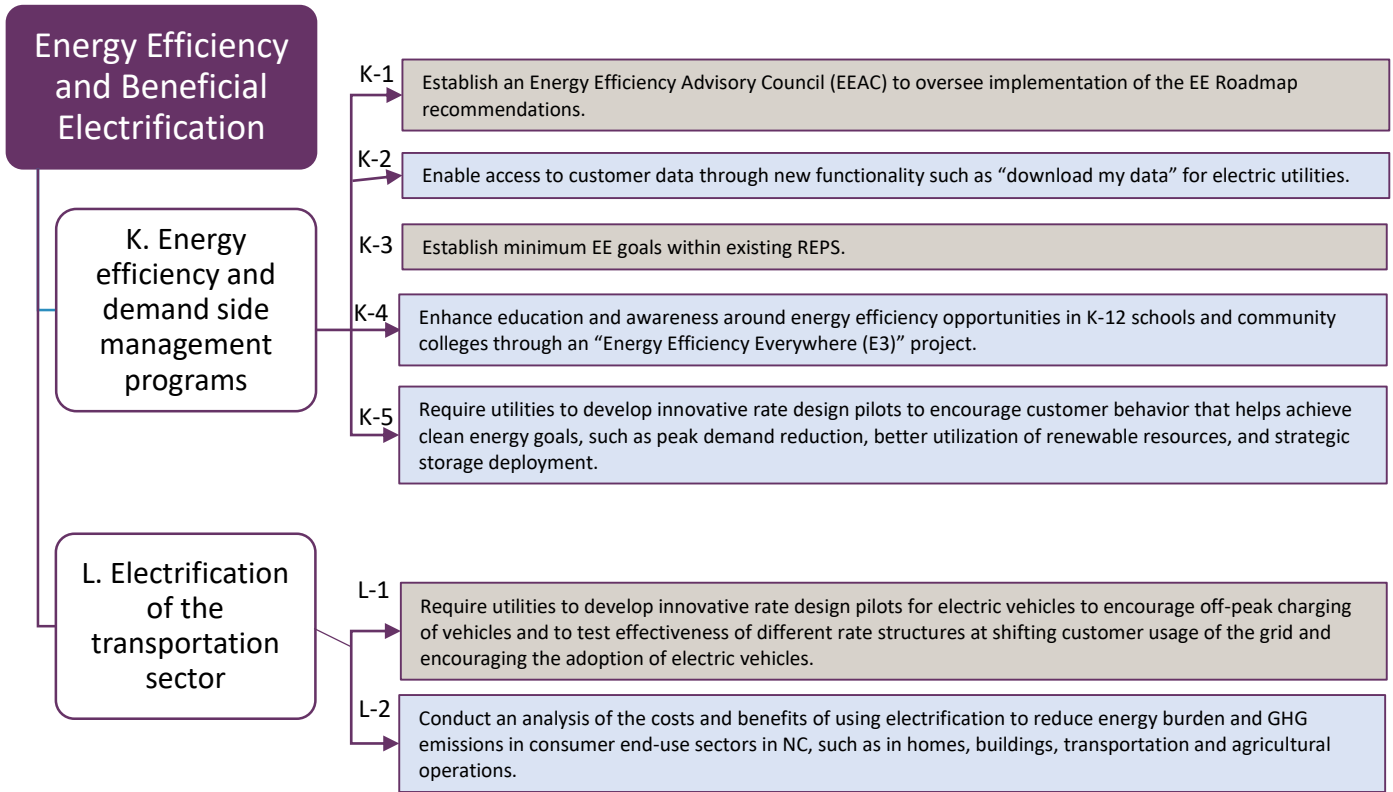 Energy Efficiency
and Beneficial
Electrification
K. Energy
efficiency and
demand side
management
programs
K-1
Establish an Energy Efficiency Advisory Council (EEAC) to oversee implementation of the EE Roadmap
recommendations.
K-2
Enable access to customer data through new functionality such as “download my data” for electric utilities.
K-3
Establish minimum EE goals within existing REPS.
K-4
Enhance education and awareness around energy efficiency opportunities in K-12 schools and community
colleges through an “Energy Efficiency Everywhere (E3)” project.
K-5
Require utilities to develop innovative rate design pilots to encourage customer behavior that helps achieve
clean energy goals, such as peak demand reduction, better utilization of renewable resources, and strategic
storage deployment.
L. Electrification
of the
transportation
sector
L-1
Require utilities to develop innovative rate design pilots for electric vehicles to encourage off-peak charging
of vehicles and to test effectiveness of different rate structures at shifting customer usage of the grid and
encouraging the adoption of electric vehicles.
L-2
Conduct an analysis of the costs and benefits of using electrification to reduce energy burden and GHG
emissions in consumer end-use sectors in NC, such as in homes, buildings, transportation and agricultural
operations.